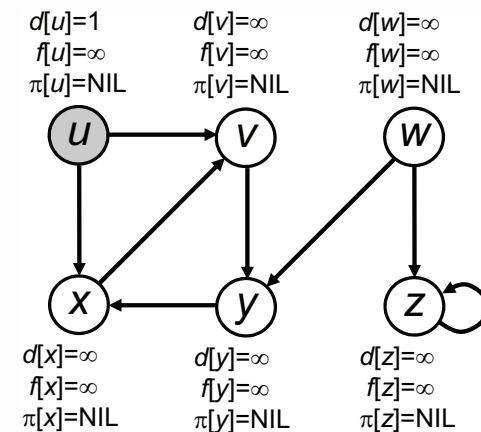 d[u]=1 d[v]=∞ d[w]=∞
f[u]=∞ f[v]=∞ f[w]=∞
π[u]=NIL π[v]=NIL π[w]=NIL
u v w
x y z
d[x]=∞ d[y]=∞ d[z]=∞
f[x]=∞ f[y]=∞ f[z]=∞
π[x]=NIL π[y]=NIL π[z]=NIL